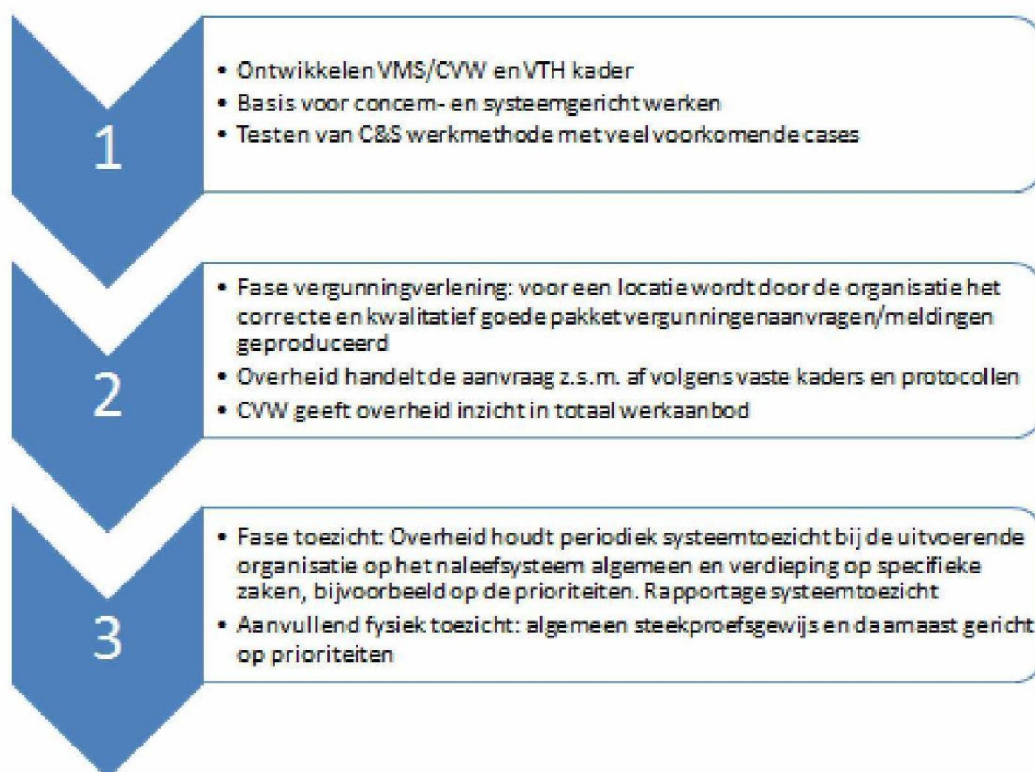 1
• Ontwikkelen VMS/CVW en VTH kader
• Basis voor concern- en systeemgericht werken
• Testen van C&S werkmethode met veel voorkomende cases
2
• Fase vergunningverlening: voor een locatie wordt door de organisatie het
correcte en kwalitatief goede pakket vergunningenaanvragen/meldingen
geproduceerd
• Overheid handelt de aanvraag z.s.m. af volgens vaste kaders en protocollen
• CVW geeft overheid inzicht in totaal werkaanbod
3
• Fase toezicht: Overheid houdt periodiek systeemtoezicht bij de uitvoerende
organisatie op het naleefsysteem algemeen en verdieping op specifieke
zaken, bijvoorbeeld op de prioriteiten. Rapportage systeemtoezicht
• Aanvullend fysiek toezicht: algemeen steekproefsgewijs en daarnaast gericht
op prioriteiten